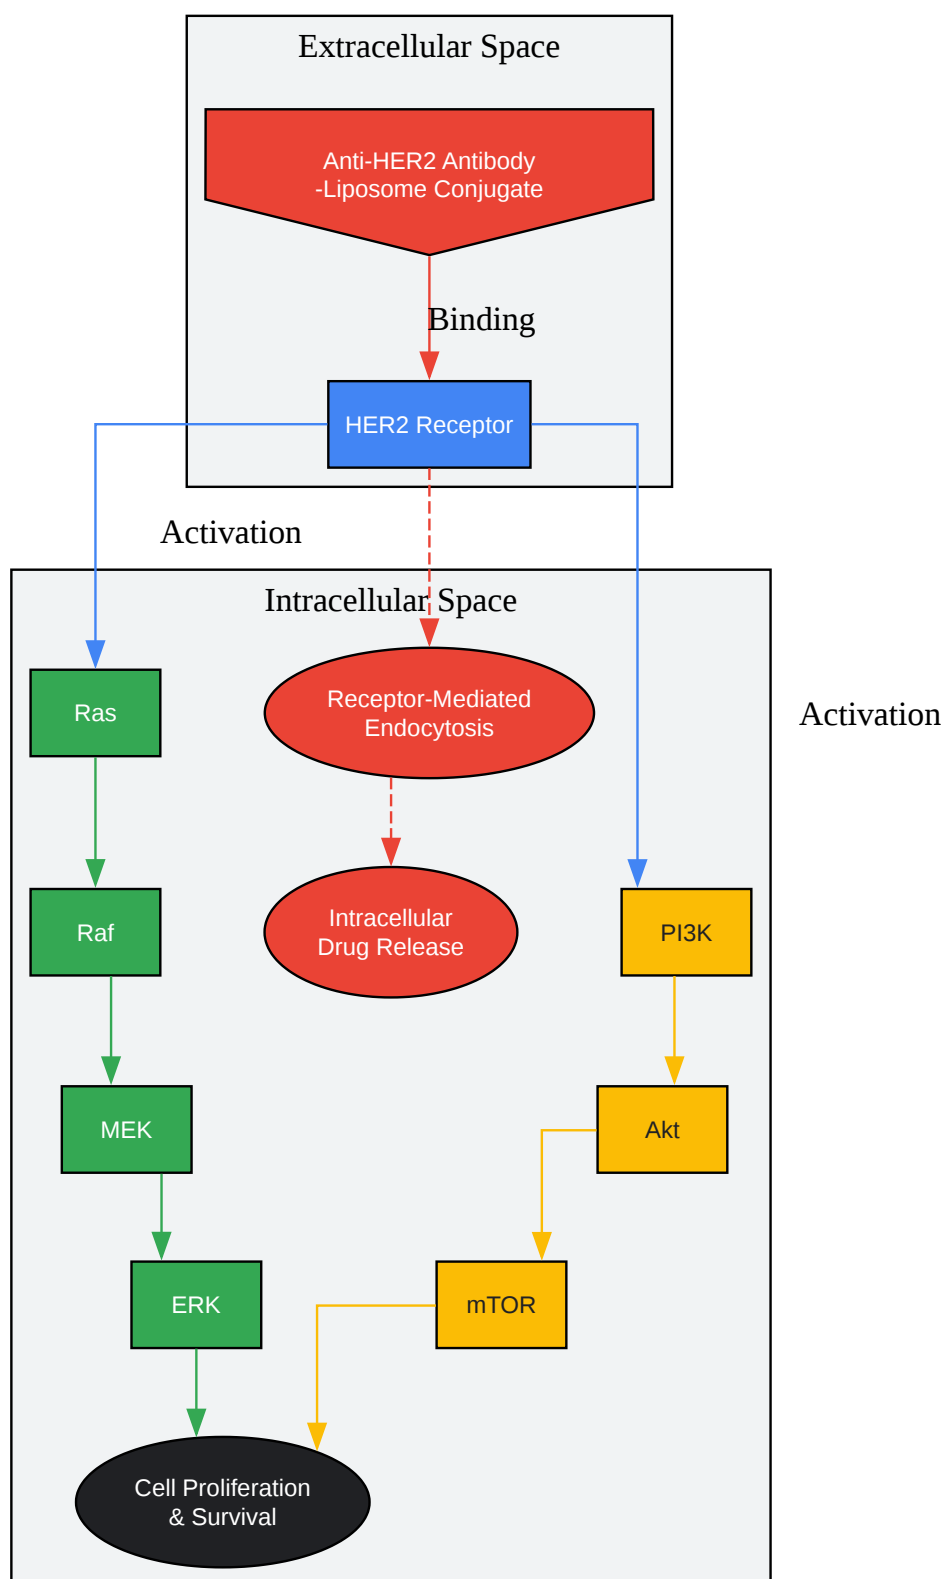 Extracellular Space
Anti-HER2 Antibody
-Liposome Conjugate
Binding
HER2 Receptor
Activation
Intracellular Space
Ras
Receptor-Mediated
Endocytosis
Activation
Raf
Intracellular
Drug Release
PI3K
MEK
Akt
ERK
mTOR
Cell Proliferation
& Survival